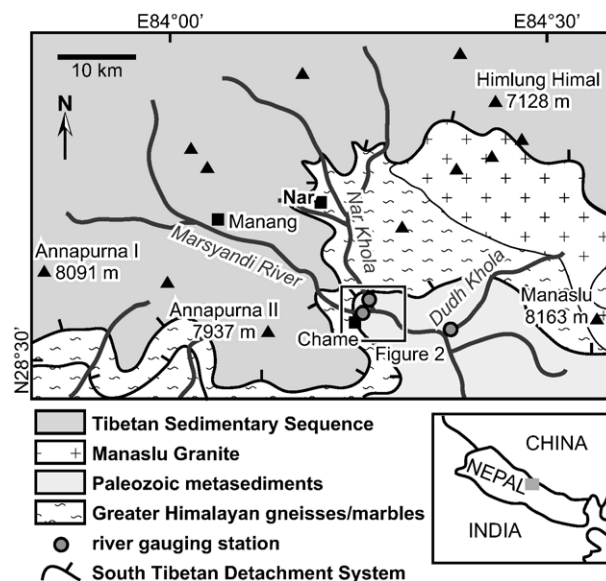 E84°00'
E84°30'
10 km
N
Himlung Himal
7128 m
Nar
Nar Khola
Manang
Marsyandi River
Annapurna I
8091 m
Dudh Khola
Annapurna II
7937 m
Manaslu
8163 m
Chame
Figure 2
N28°30'
Tibetan Sedimentary Sequence
Manaslu Granite
Paleozoic metasediments
Greater Himalayan gneisses/marbles
river gauging station
South Tibetan Detachment System
CHINA
NEPAL
INDIA